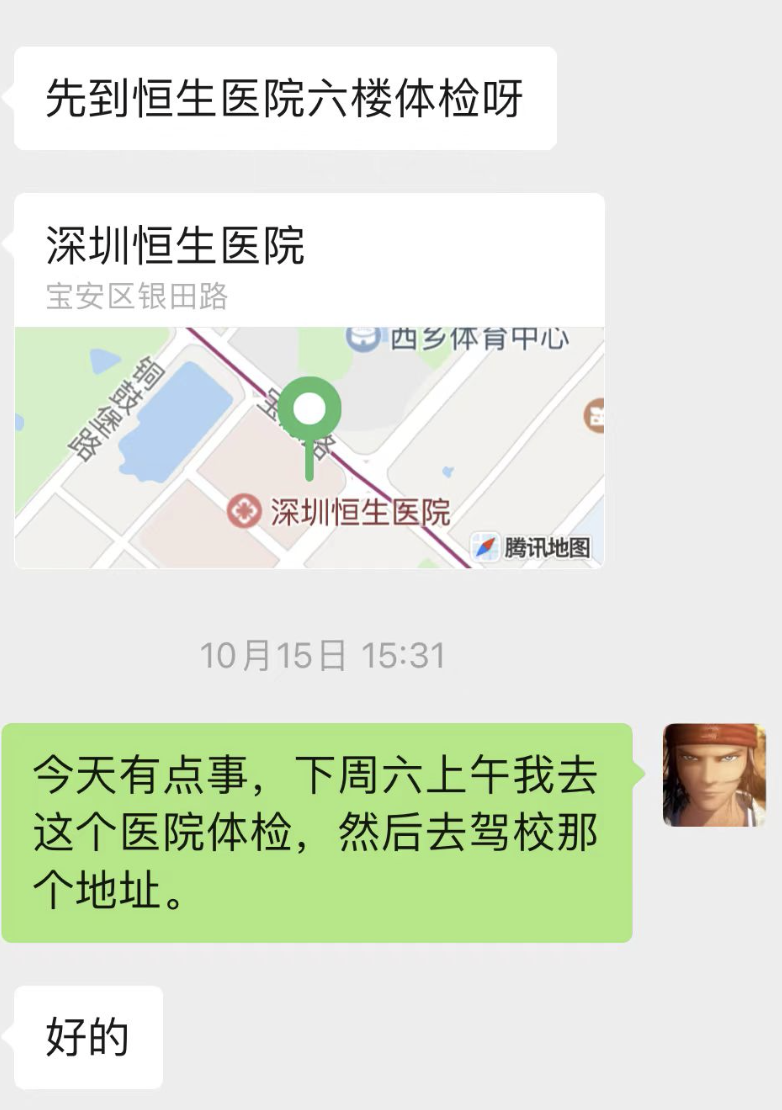 先到恒生医院六楼体检呀
深圳恒生医院
宝安区银田路
西乡体育中心
铜鼓堡路
深圳恒生医院
腾讯地图
10月15日 15:31
今天有点事，下周六上午我去
这个医院体检，然后去驾校那
个地址。
好的